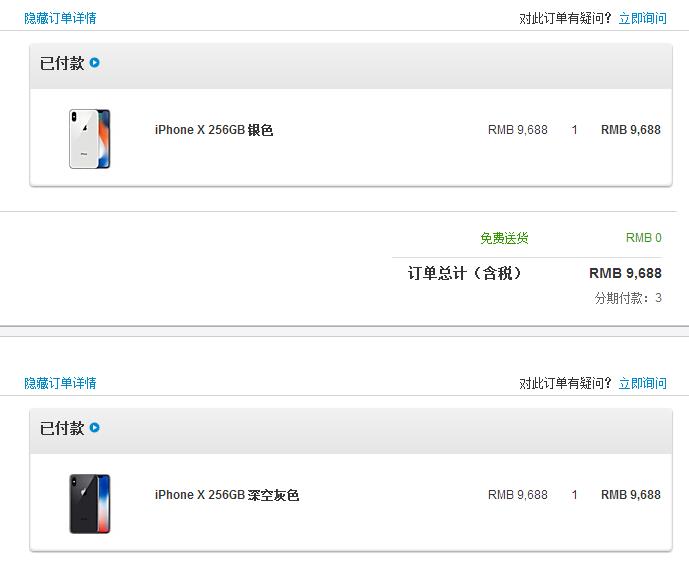 隐藏订单详情 对此订单有疑问？ 立即询问
已付款
iPhone X 256GB 银色 RMB 9,688 1 RMB 9,688
免费送货 RMB 0
订单总计（含税） RMB 9,688
分期付款：3
隐藏订单详情 对此订单有疑问？ 立即询问
已付款
iPhone X 256GB 深空灰色 RMB 9,688 1 RMB 9,688